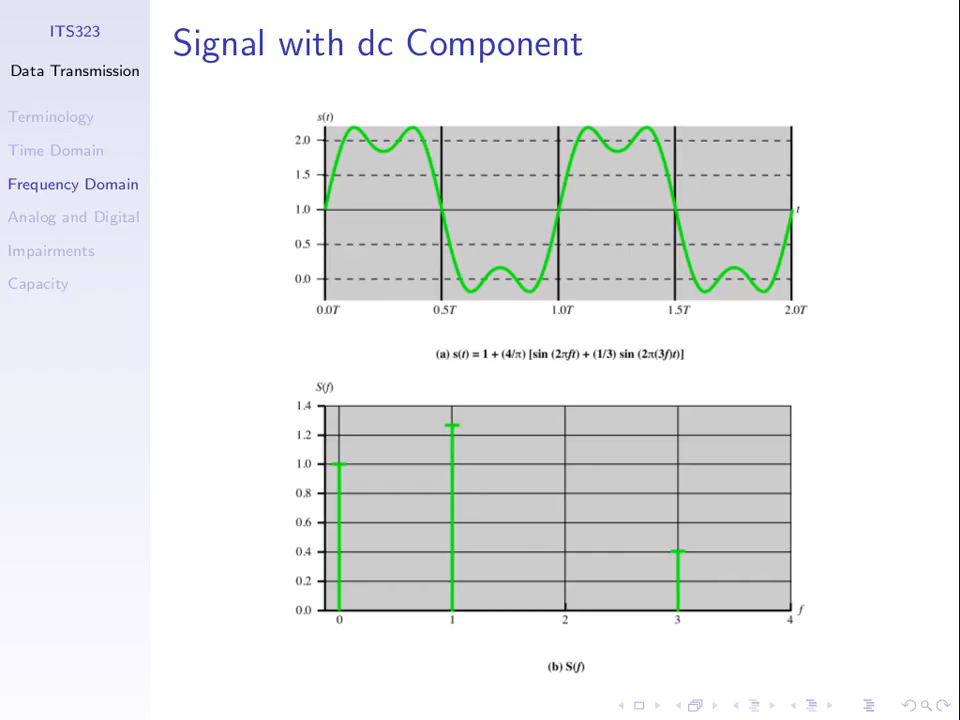 ITS323
Data Transmission
Terminology
Time Domain
Frequency Domain
Analog and Digital
Impairments
Capacity
Signal with dc Component
s(t)
2.0
1.5
1.0
0.5
0.0
t
0.0T 0.5T 1.0T 1.5T 2.0T
(a) s(t) = 1 + (4/π) [sin (2πft) + (1/3) sin (2π(3f)t)]
S(f)
1.4
1.2
1.0
0.8
0.6
0.4
0.2
0.0
f
0 1 2 3 4
(b) S(f)